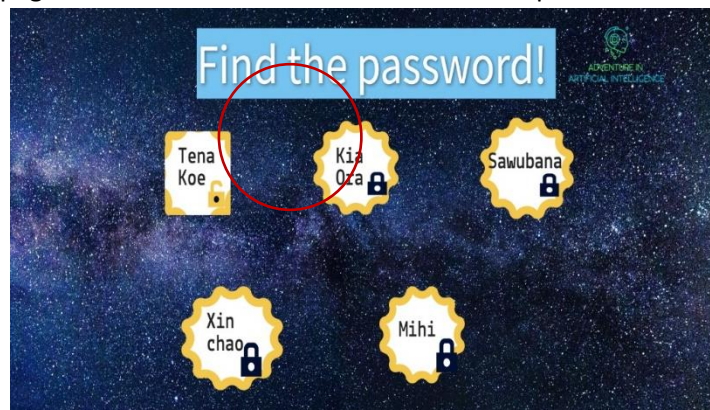 Find the password!
ADVENTURE IN
ARTIFICIAL INTELLIGENCE
Tena
Koe
Kia
Ora
Sawubana
Xin
chao
Mihi